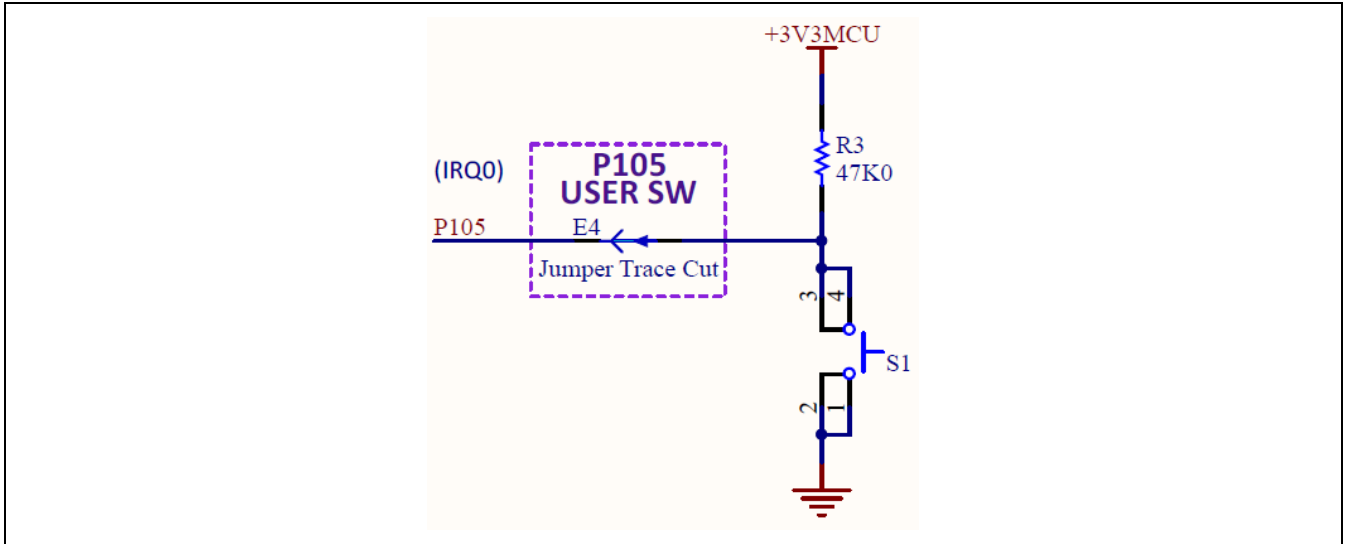 +3V3MCU
R3
47K0
(IRQ0)
P105
USER SW
P105
E4
Jumper Trace Cut
3
4
S1
2
1